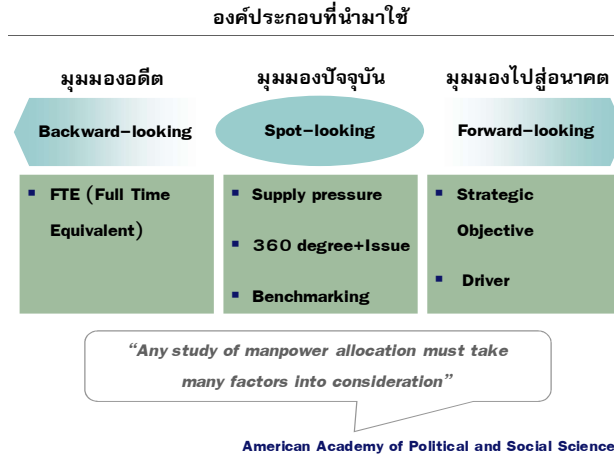 องค์ประกอบที่นำมาใช้
มุมมองอดีต
Backward-looking
FTE (Full Time
Equivalent)
มุมมองปัจจุบัน
Spot-looking
Supply pressure
360 degree+Issue
Benchmarking
มุมมองไปสู่อนาคต
Forward-looking
Strategic
Objective
Driver
“Any study of manpower allocation must take
many factors into consideration”
American Academy of Political and Social Science